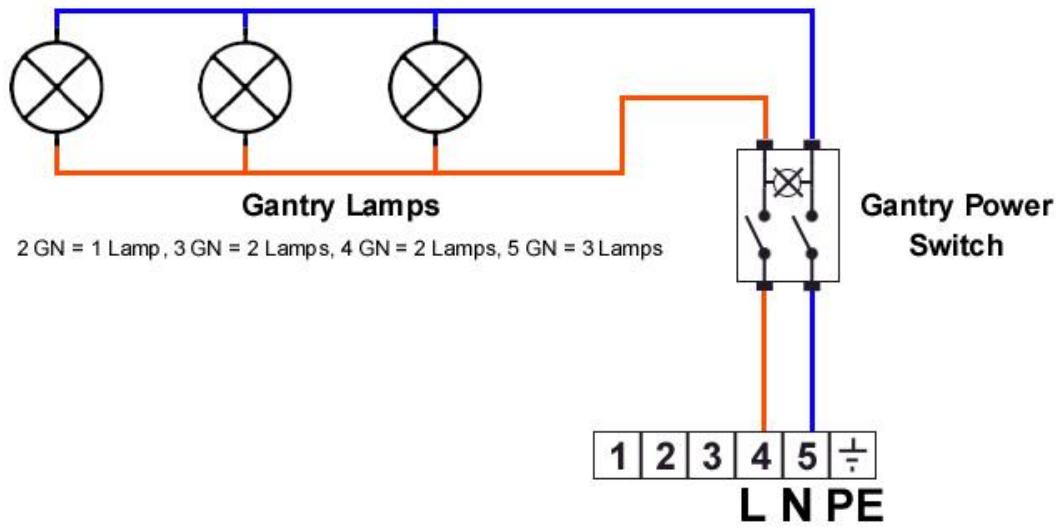 Gantry Lamps
2 GN = 1 Lamp, 3 GN = 2 Lamps, 4 GN = 2 Lamps, 5 GN = 3 Lamps
Gantry Power
Switch
1 2 3 4 5
L N PE